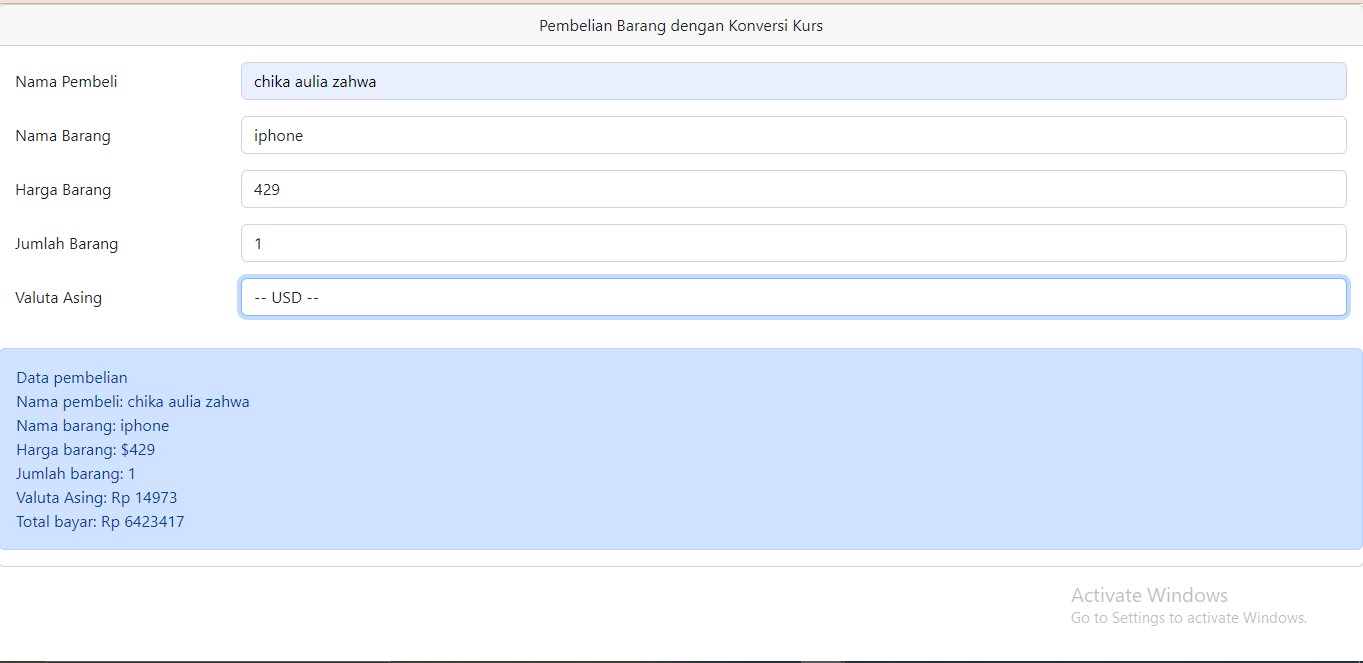 Pembelian Barang dengan Konversi Kurs
Nama Pembeli chika aulia zahwa
Nama Barang iphone
Harga Barang 429
Jumlah Barang 1
Valuta Asing -- USD --
Data pembelian
Nama pembeli: chika aulia zahwa
Nama barang: iphone
Harga barang: $429
Jumlah barang: 1
Valuta Asing: Rp 14973
Total bayar: Rp 6423417
Activate Windows
Go to Settings to activate Windows.